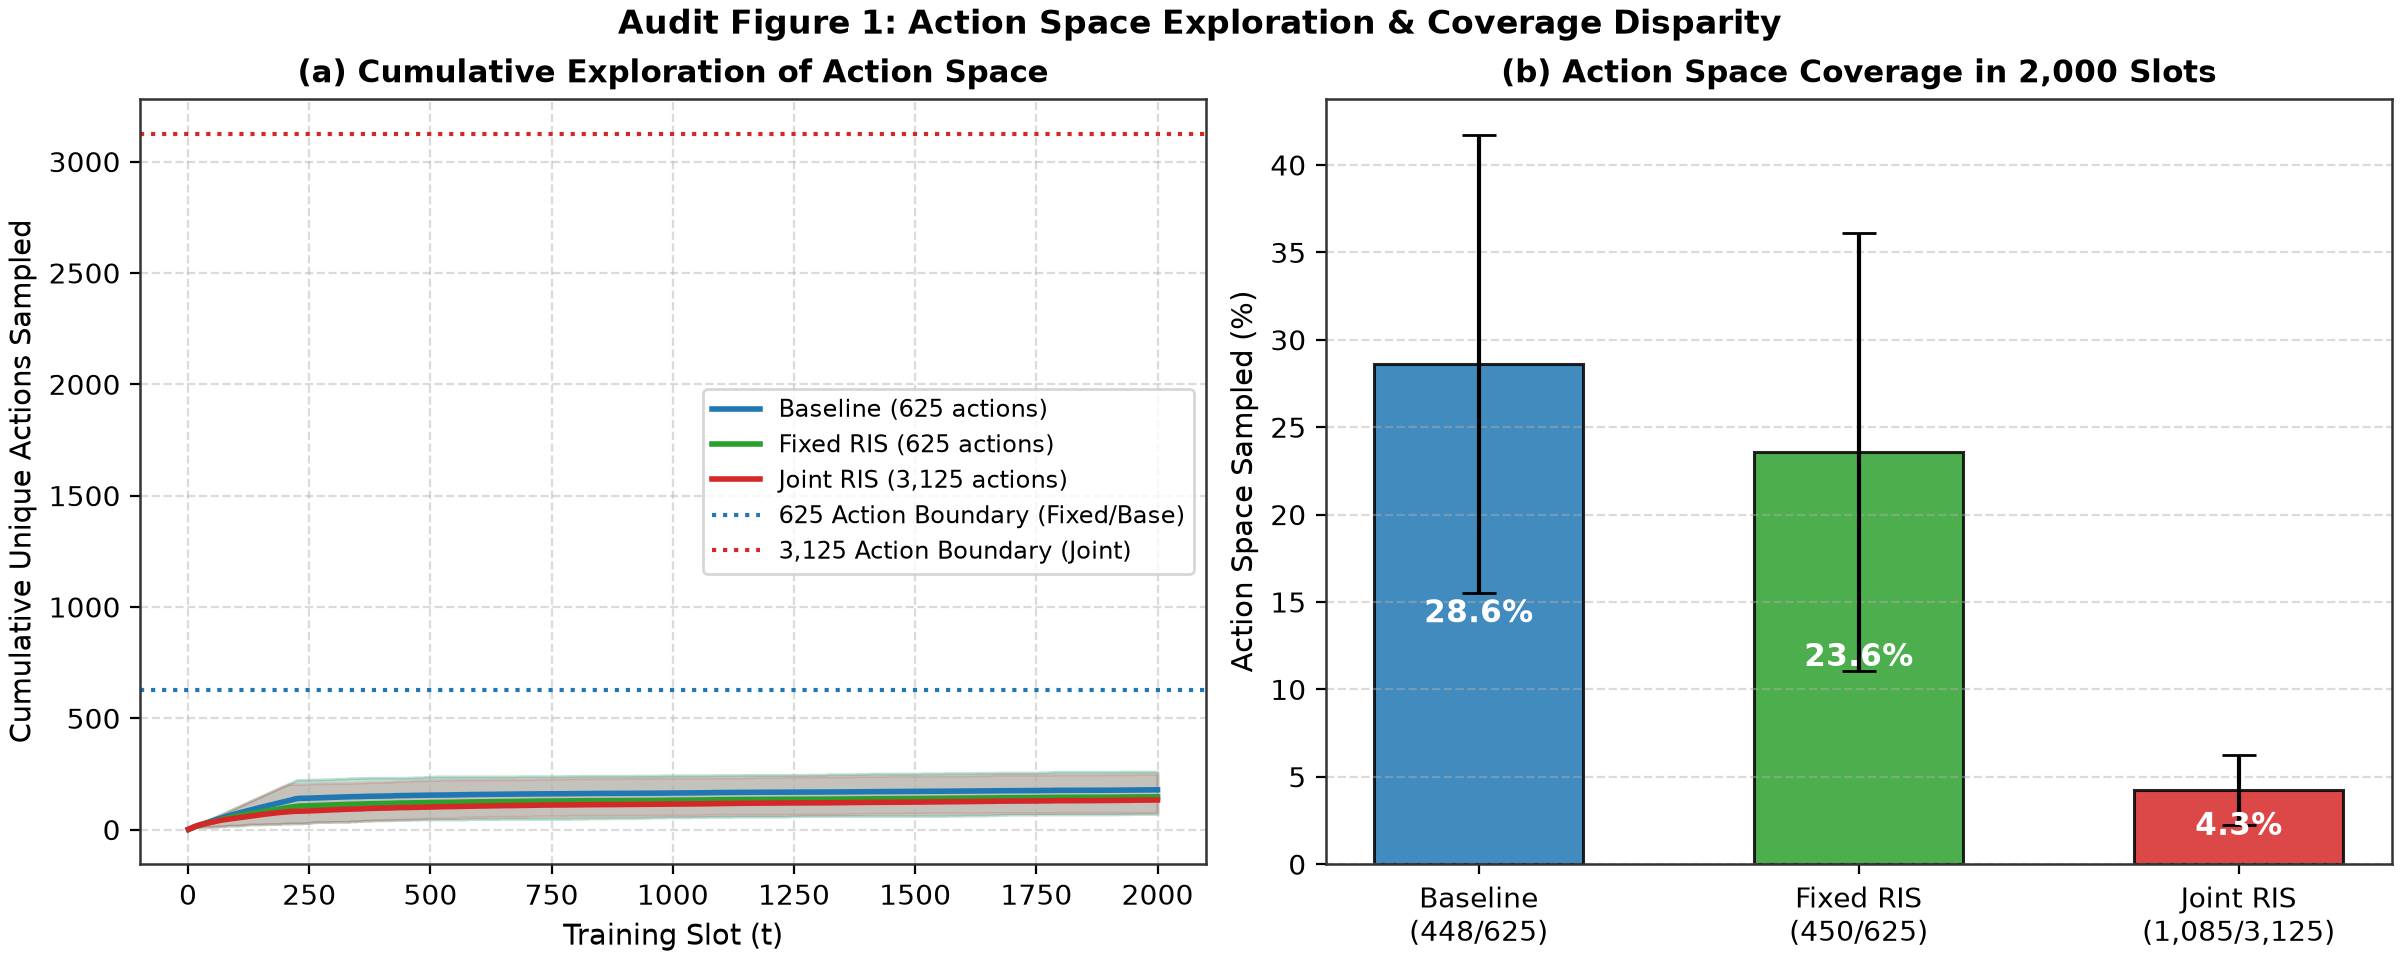 Audit Figure 1: Action Space Exploration & Coverage Disparity
(a) Cumulative Exploration of Action Space
Cumulative Unique Actions Sampled
3000
2500
2000
1500
1000
500
0
Baseline (625 actions)
Fixed RIS (625 actions)
Joint RIS (3,125 actions)
625 Action Boundary (Fixed/Base)
3,125 Action Boundary (Joint)
0 250 500 750 1000 1250 1500 1750 2000
Training Slot (t)
(b) Action Space Coverage in 2,000 Slots
Action Space Sampled (%)
40
35
30
25
20
15
10
5
0
28.6%
23.6%
4.3%
Baseline
(448/625)
Fixed RIS
(450/625)
Joint RIS
(1,085/3,125)